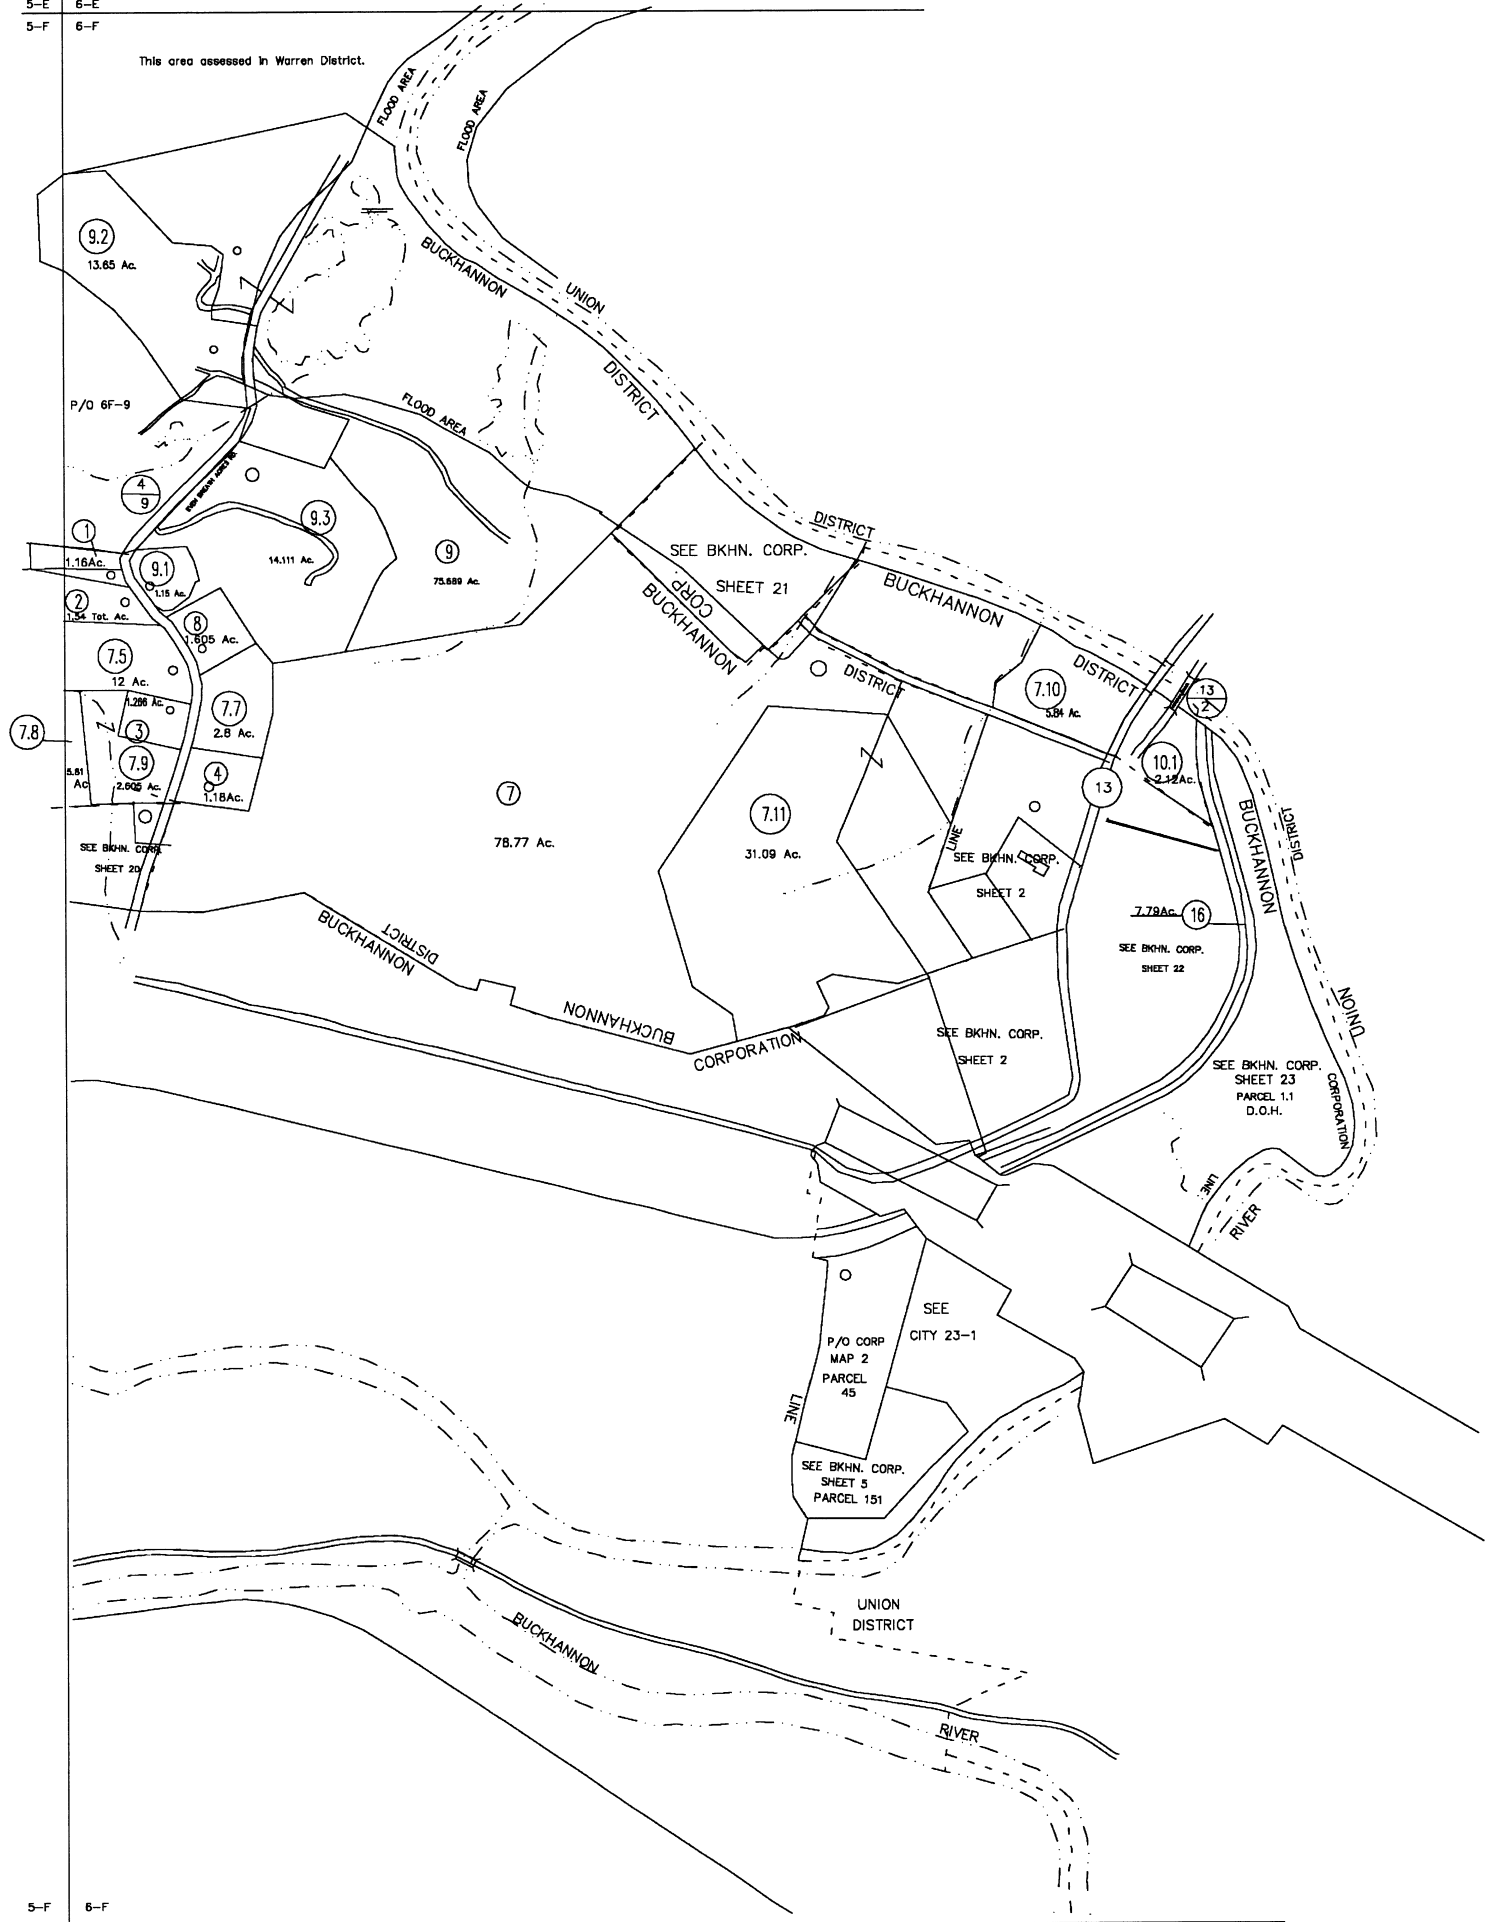 5-E 6-E
5-F 6-F
This area assessed in Warren District.
FLOOD AREA
FLOOD AREA
9.2
13.65 Ac.
BUCKHANNON
UNION
DISTRICT
P/O 6F-9
FLOOD AREA
4
9
9.3
14.111 Ac.
9
75.689 Ac.
1
1.16Ac.
9.1
1.15 Ac.
2
1.54 Tot. Ac.
8
1.605 Ac.
DISTRICT
SEE BKHN. CORP.
SHEET 21
CORP
BUCKHANNON
BUCKHANNON
7.5
12 Ac.
DISTRICT
7.10
5.84 Ac.
DISTRICT
13
2
1.286 Ac.
7.7
2.8 Ac.
7.8
3
7.9
2.605 Ac.
5.81
Ac
4
1.18Ac.
10.1
2.12Ac.
13
7
78.77 Ac.
7.11
31.09 Ac.
LINE
BUCKHANNON
DISTRICT
SEE BKHN. CORP.
SHEET 20
SEE BKHN. CORP.
SHEET 2
7.79Ac. 16
SEE BKHN. CORP.
SHEET 22
DISTRICT
BUCKHANNON
BUCKHANNON
CORPORATION
SEE BKHN. CORP.
SHEET 2
UNION
SEE BKHN. CORP.
SHEET 23
PARCEL 1.1
D.O.H.
CORPORATION
LINE
RIVER
SEE
CITY 23-1
P/O CORP
MAP 2
PARCEL
45
LINE
SEE BKHN. CORP.
SHEET 5
PARCEL 151
UNION
DISTRICT
BUCKHANNON
RIVER
5-F 6-F